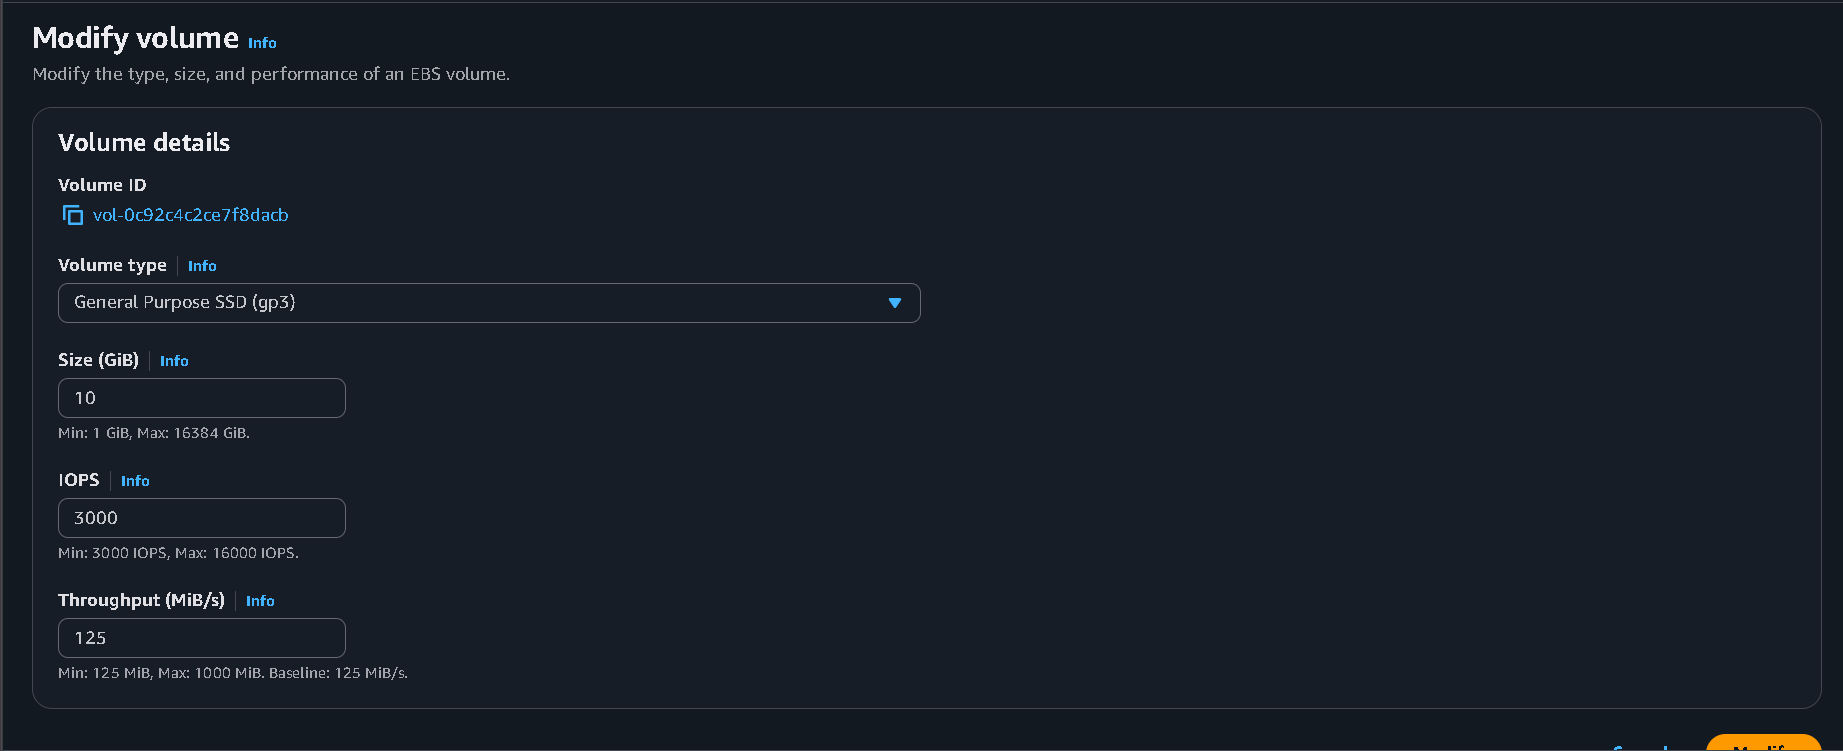 Modify volume Info
Modify the type, size, and performance of an EBS volume.
Volume details
Volume ID
vol-0c92c4c2ce7f8dacb
Volume type Info
General Purpose SSD (gp3)
Size (GiB) Info
10
Min: 1 GiB, Max: 16384 GiB.
IOPS Info
3000
Min: 3000 IOPS, Max: 16000 IOPS.
Throughput (MiB/s) Info
125
Min: 125 MiB, Max: 1000 MiB. Baseline: 125 MiB/s.